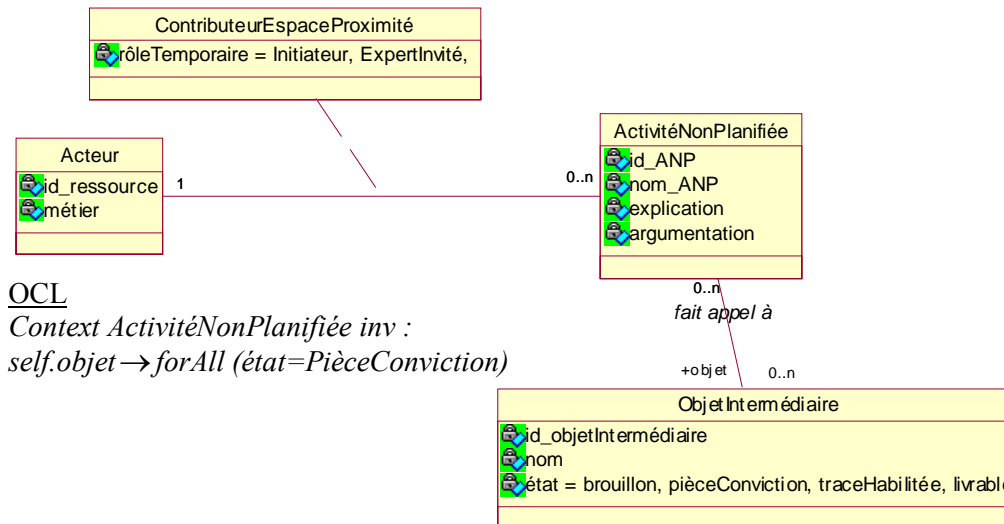 ContributeurEspaceProximité
rôleTemporaire = Initiateur, ExpertInvité,
Acteur
id_ressource
métier
1
0..n
ActivitéNonPlanifiée
id_ANP
nom_ANP
explication
argumentation
0..n
fait appel à
OCL
Context ActivitéNonPlanifiée inv :
self.objet→forAll (état=PièceConviction)
+objet 0..n
ObjetIntermédiaire
id_objetIntermédiaire
nom
état = brouillon, pièceConviction, traceHabilitée, livrable